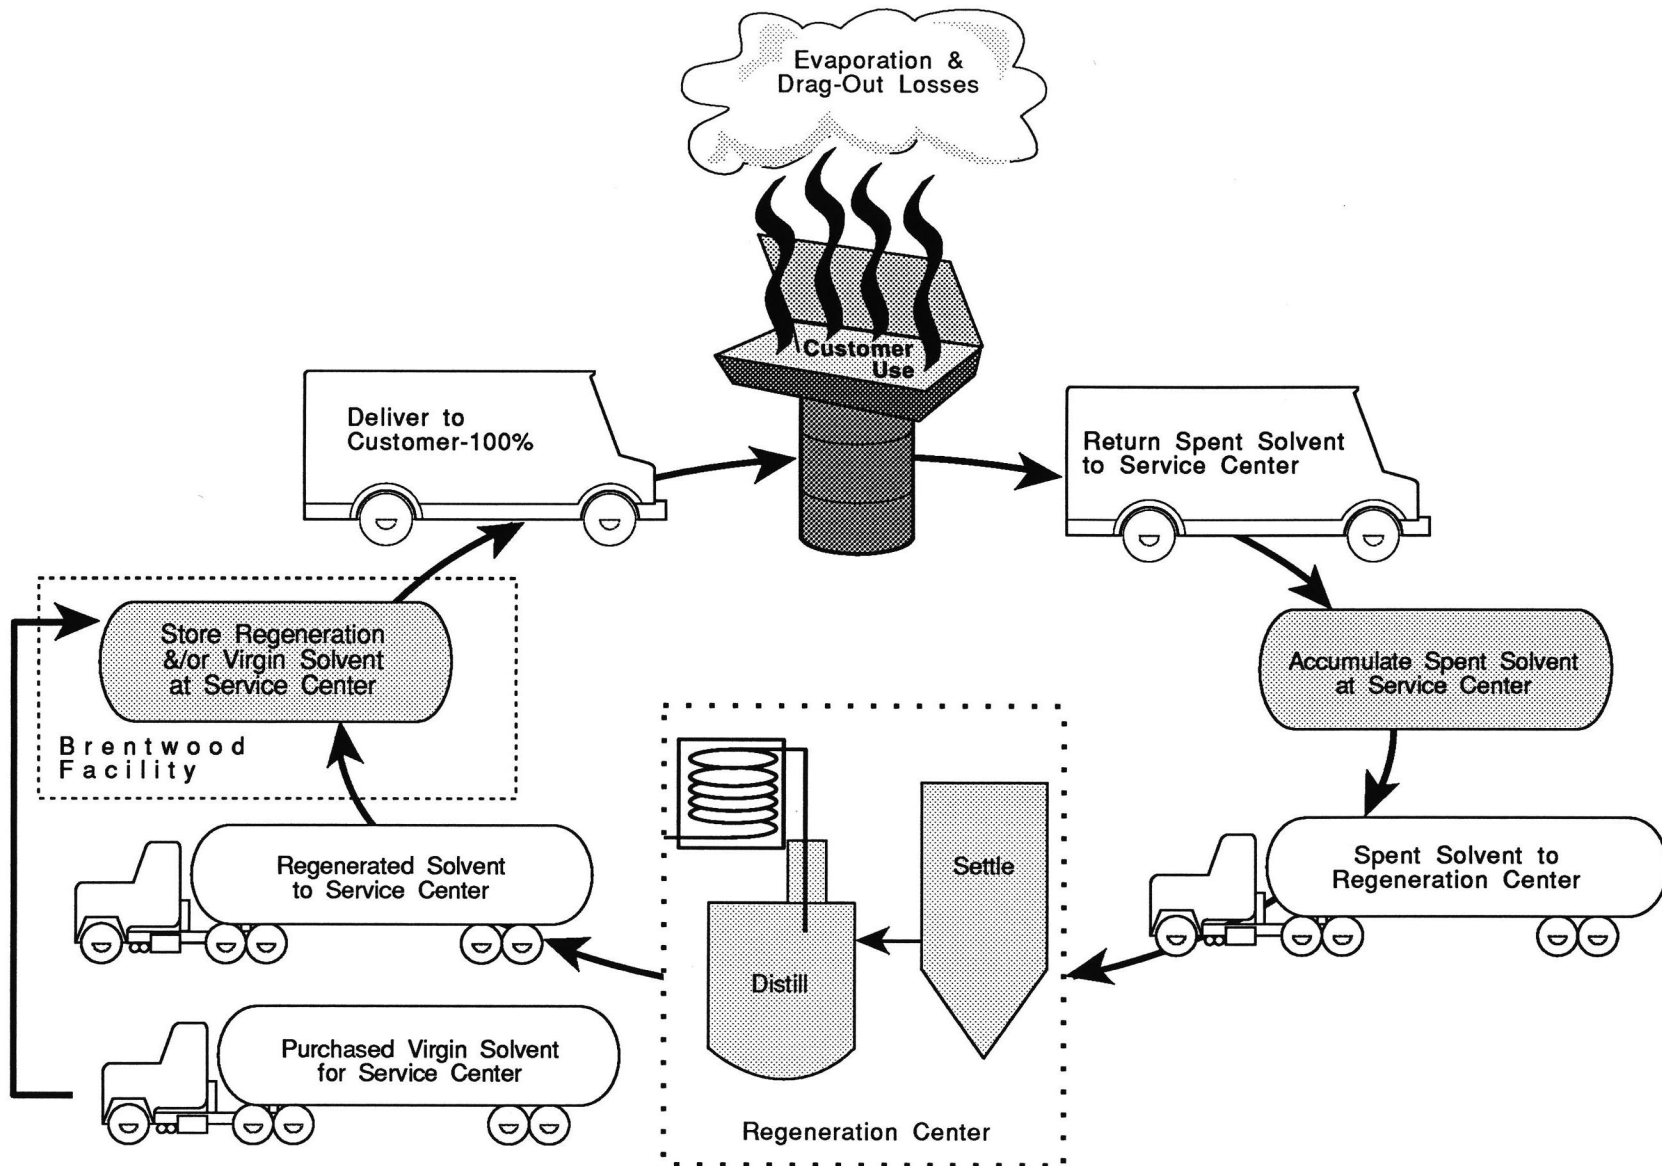 Evaporation &
Drag-Out Losses
Customer
Use
Deliver to
Customer-100%
Return Spent Solvent
to Service Center
Store Regeneration
&/or Virgin Solvent
at Service Center
Accumulate Spent Solvent
at Service Center
Brentwood
Facility
Regenerated Solvent
to Service Center
Settle
Spent Solvent to
Regeneration Center
Distill
Purchased Virgin Solvent
for Service Center
Regeneration Center